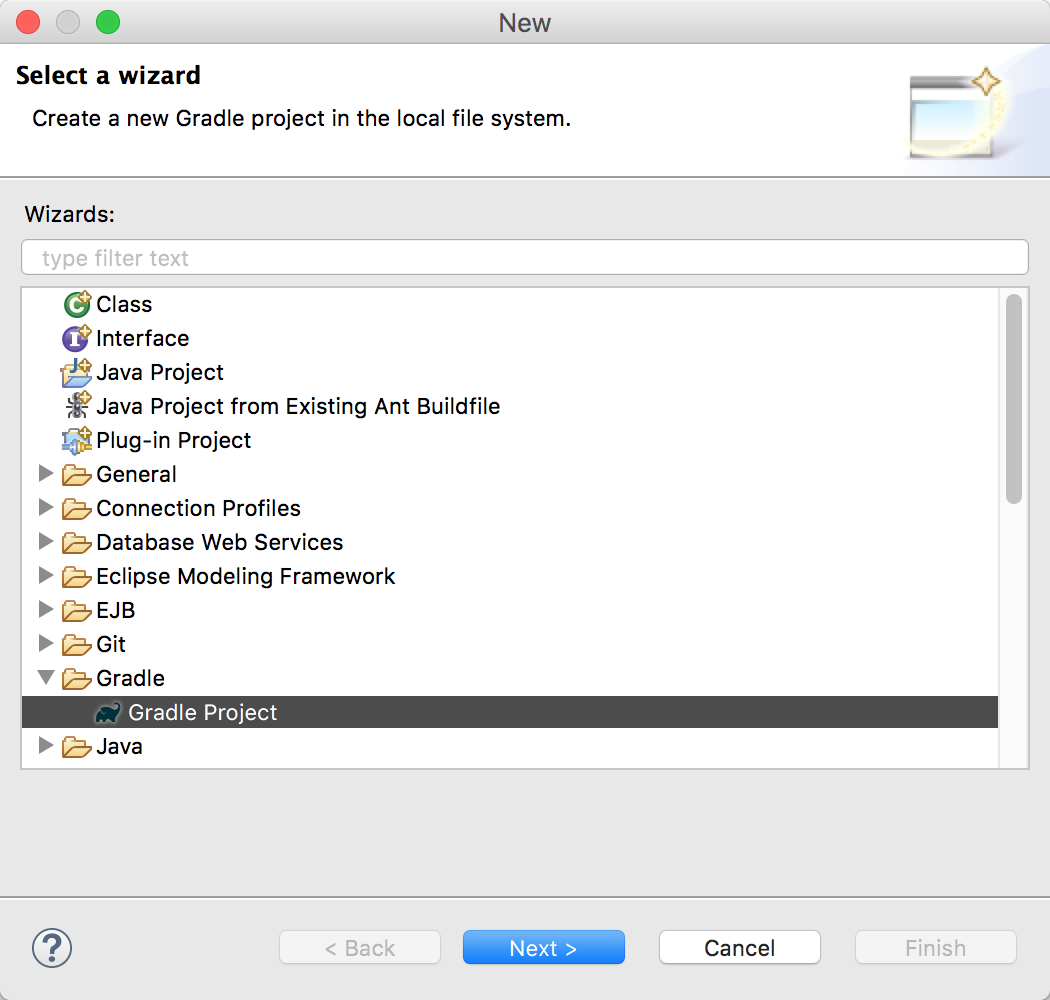 New
Select a wizard
Create a new Gradle project in the local file system.
Wizards:
type filter text
Class
Interface
Java Project
Java Project from Existing Ant Buildfile
Plug-in Project
General
Connection Profiles
Database Web Services
Eclipse Modeling Framework
EJB
Git
Gradle
Gradle Project
Java
? < Back Next > Cancel Finish